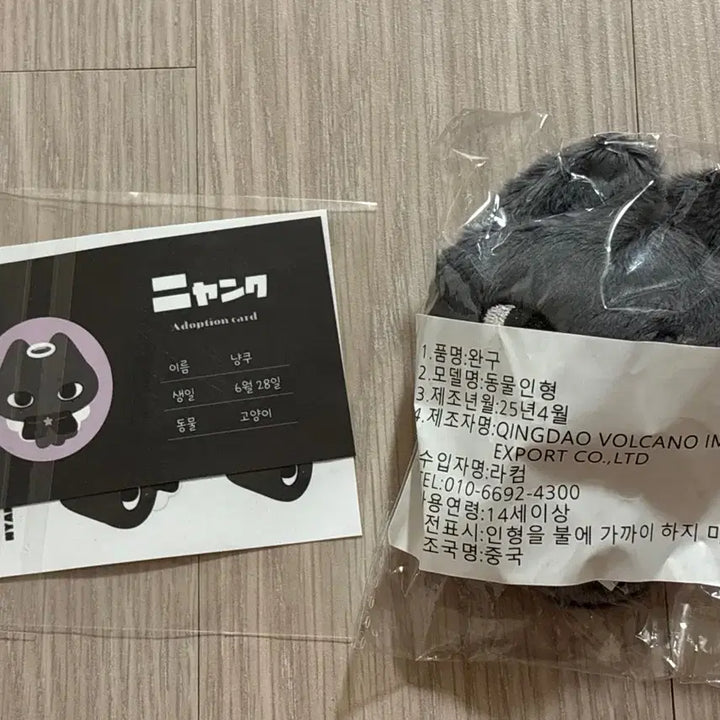 ニャンク
Adoption card
이름 냥쿠
생일 6월 28일
동물 고양이
NYAN
1.품명:완구
2.모델명:동물인형
3.제조년월:25년4월
4.제조자명:QINGDAO VOLCANO IM
EXPORT CO.,LTD
수입자명:라컴
TEL:010-6692-4300
사용연령:14세이상
전표시:인형을 불에 가까이 하지 마
조국명:중국